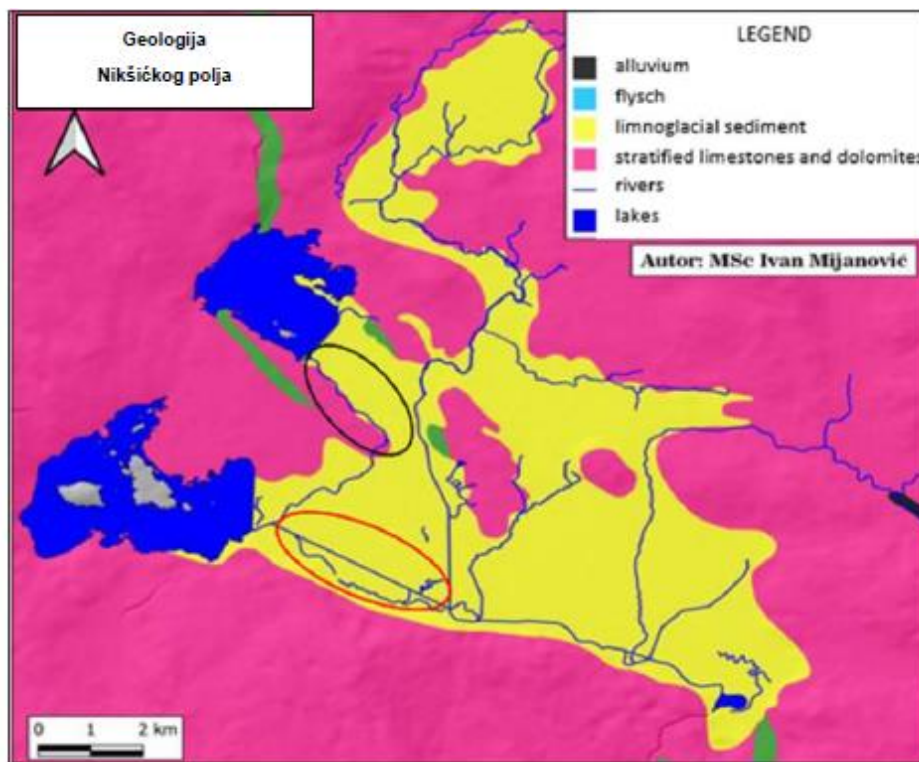 Geologija
Nikšićkog polja
LEGEND
alluvium
flysch
limnoglacial sediment
stratified limestones and dolomites
rivers
lakes
Autor: MSc Ivan Mijanović
0 1 2 km